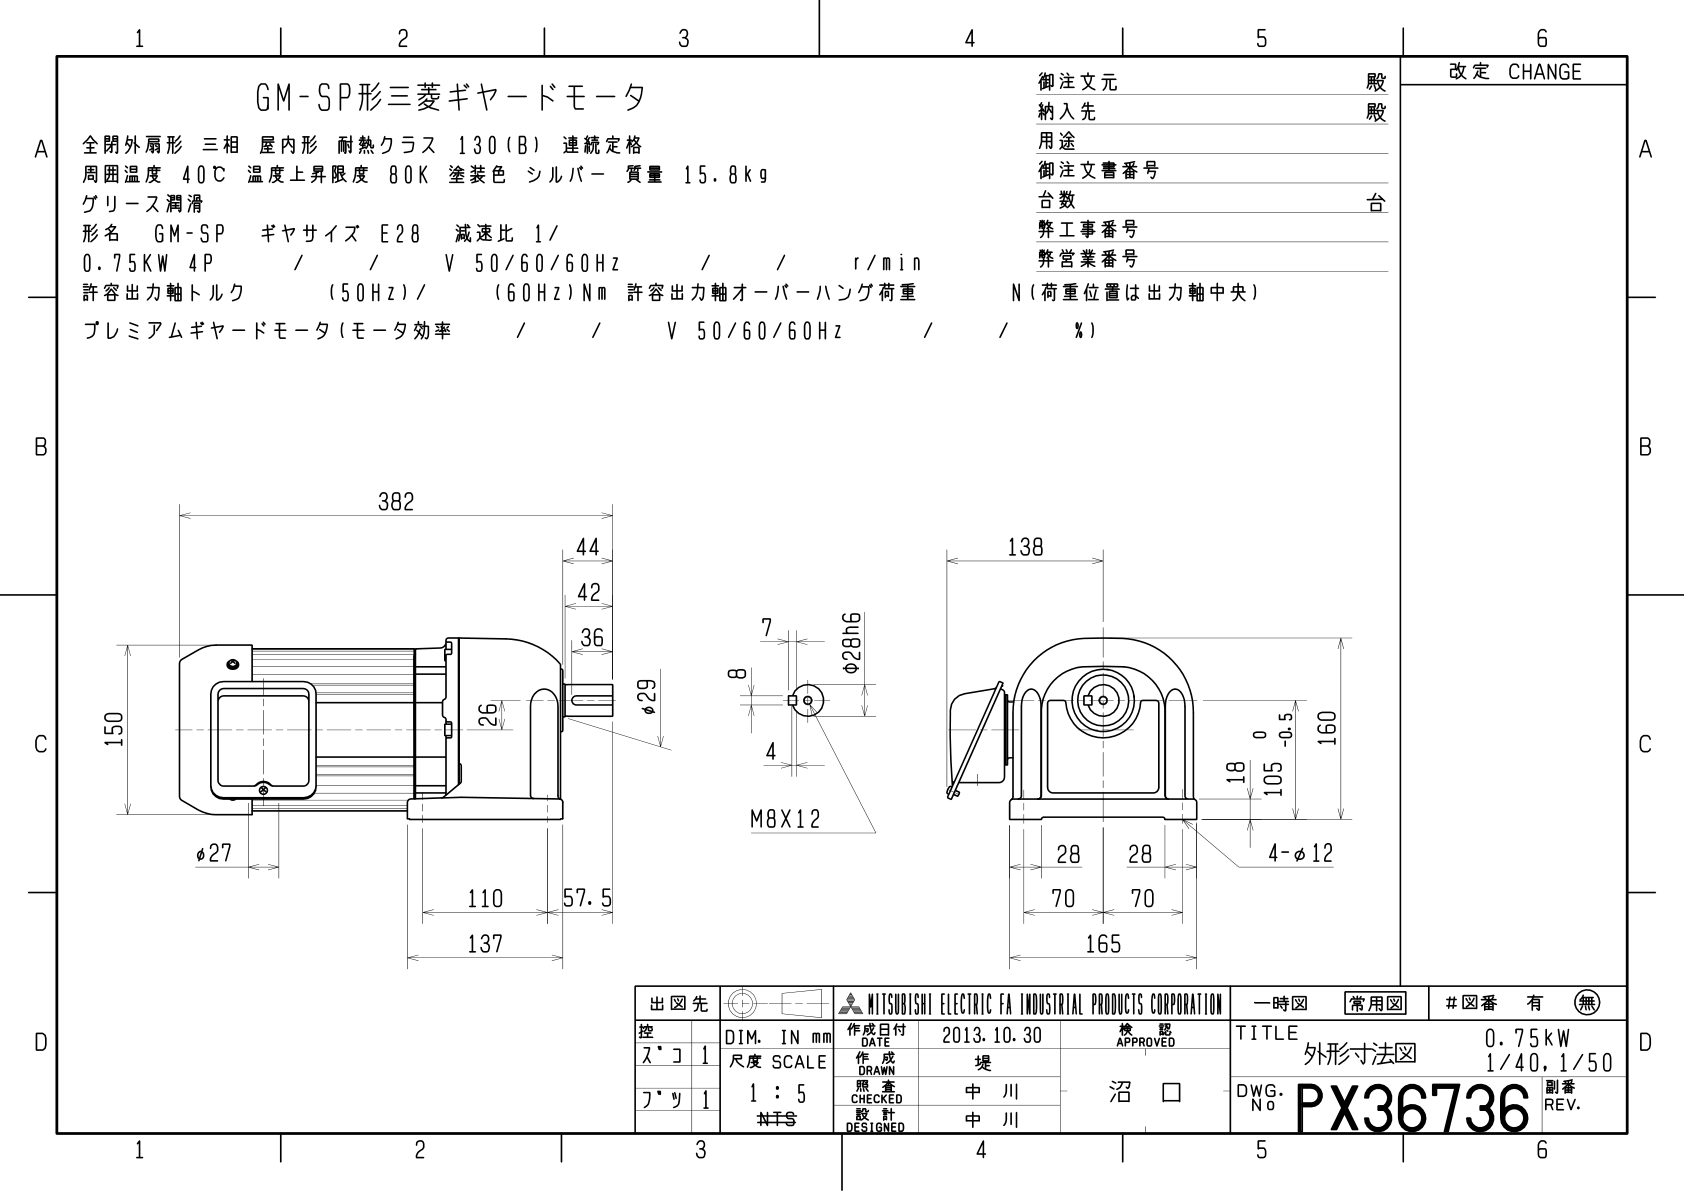 1 2 3 4 5 6
改定 CHANGE
A
A
B
B
C
C
D
D
GM-SP形三菱ギヤードモータ
全閉外扇形 三相 屋内形 耐熱クラス 130(B) 連続定格
周囲温度 40℃ 温度上昇限度 80K 塗装色 シルバー 質量 15.8kg
グリース潤滑
形名 GM-SP ギヤサイズ E28 減速比 1/
0.75KW 4P / / V 50/60/60Hz / / r/min
許容出力軸トルク (50Hz)/ (60Hz)Nm 許容出力軸オーバーハング荷重 N(荷重位置は出力軸中央)
プレミアムギヤードモータ(モータ効率 / / V 50/60/60Hz / / %)
御注文元 殿
納入先 殿
用途
御注文書番号
台数 台
弊工事番号
弊営業番号
382
44
42
36
150
26
φ29
φ27
110
57.5
137
7
8
φ28h6
4
M8X12
138
160
0
105 -0.5
18
4-φ12
28 28
70 70
165
出図先
控
ズコ 1
ブツ 1
DIM. IN mm
尺度 SCALE
1 : 5
NTS
MITSUBISHI ELECTRIC FA INDUSTRIAL PRODUCTS CORPORATION
作成日付 DATE 2013.10.30
作成 DRAWN 堤
照査 CHECKED 中川
設計 DESIGNED 中川
検認 APPROVED
沼口
一時図 常用図 #図番 有 無
TITLE 外形寸法図 0.75kW
1/40,1/50
DWG. No PX36736 副番 REV.
1 2 3 4 5 6